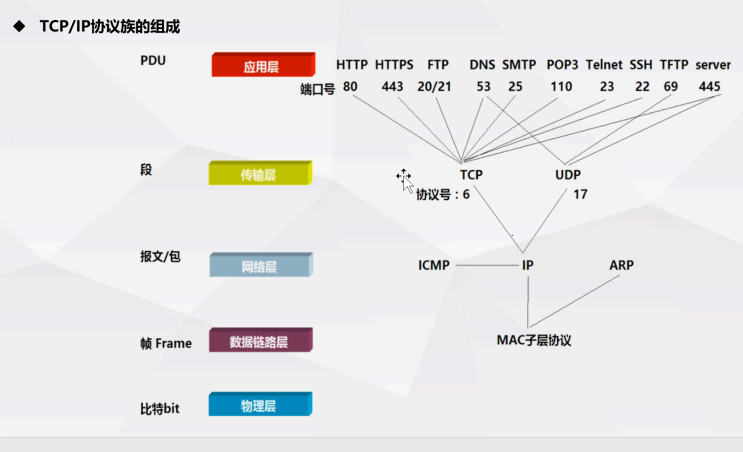 ◆ TCP/IP协议族的组成
PDU 应用层 HTTP HTTPS FTP DNS SMTP POP3 Telnet SSH TFTP server
端口号 80 443 20/21 53 25 110 23 22 69 445
段 传输层 TCP UDP
协议号：6 17
报文/包 网络层 ICMP IP ARP
帧 Frame 数据链路层 MAC子层协议
比特bit 物理层